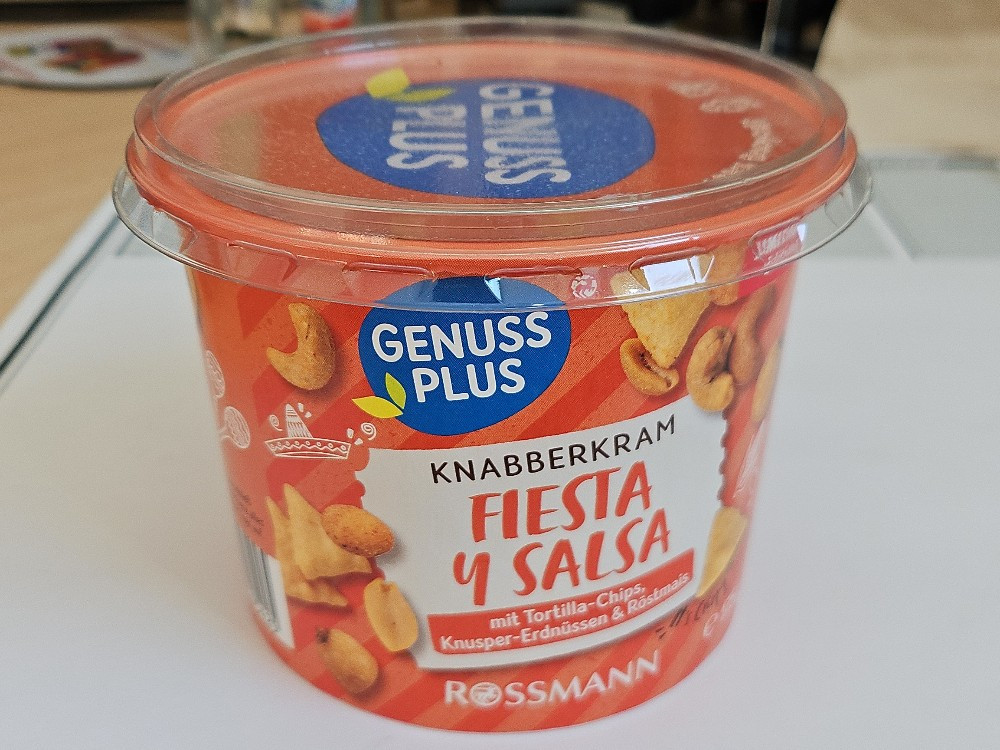 GENUSS
PLUS
GENUSS
PLUS
KNABBERKRAM
FIESTA
y SALSA
mit Tortilla-Chips,
Knusper-Erdnüssen & Röstmais
ROSSMANN